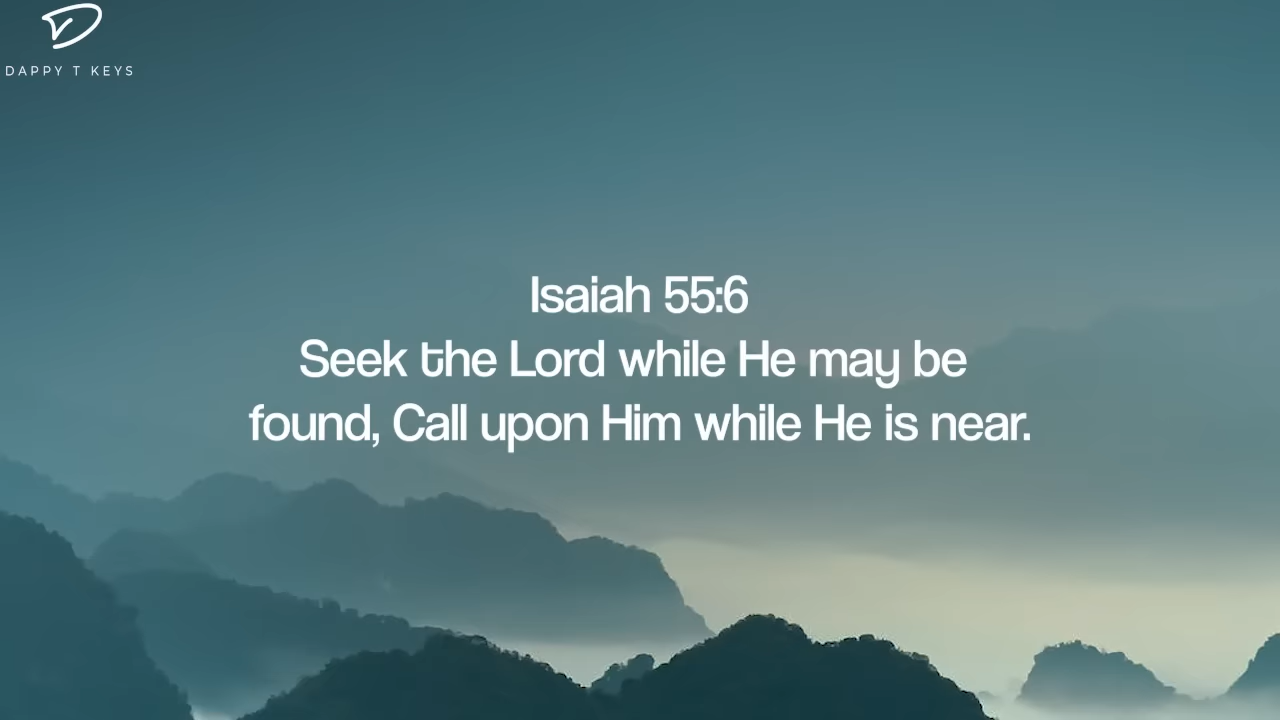 DAPPY T KEYS
Isaiah 55:6
Seek the Lord while He may be
found, Call upon Him while He is near.